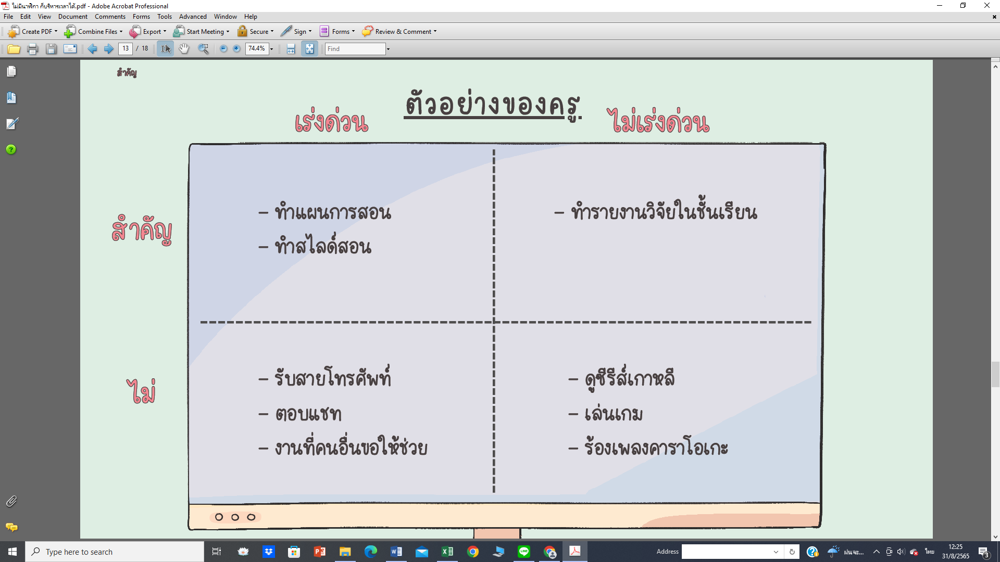 ไม่มีนาฬิกา ก็บริหารเวลาได้.pdf - Adobe Acrobat Professional
File Edit View Document Comments Forms Tools Advanced Window Help
Create PDF Combine Files Export Start Meeting Secure Sign Forms Review & Comment
13 / 18 74.4% Find
สำคัญ
ตัวอย่างของครู
เร่งด่วน ไม่เร่งด่วน
สำคัญ
- ทำแผนการสอน
- ทำสไลด์สอน
- ทำรายงานวิจัยในชั้นเรียน
ไม่
- รับสายโทรศัพท์
- ตอบแชท
- งานที่คนอื่นขอให้ช่วย
- ดูซีรีส์เกาหลี
- เล่นเกม
- ร้องเพลงคาราโอเกะ
Type here to search
Address
ฝนจะ...
ไทย
12:25
31/8/2565
3